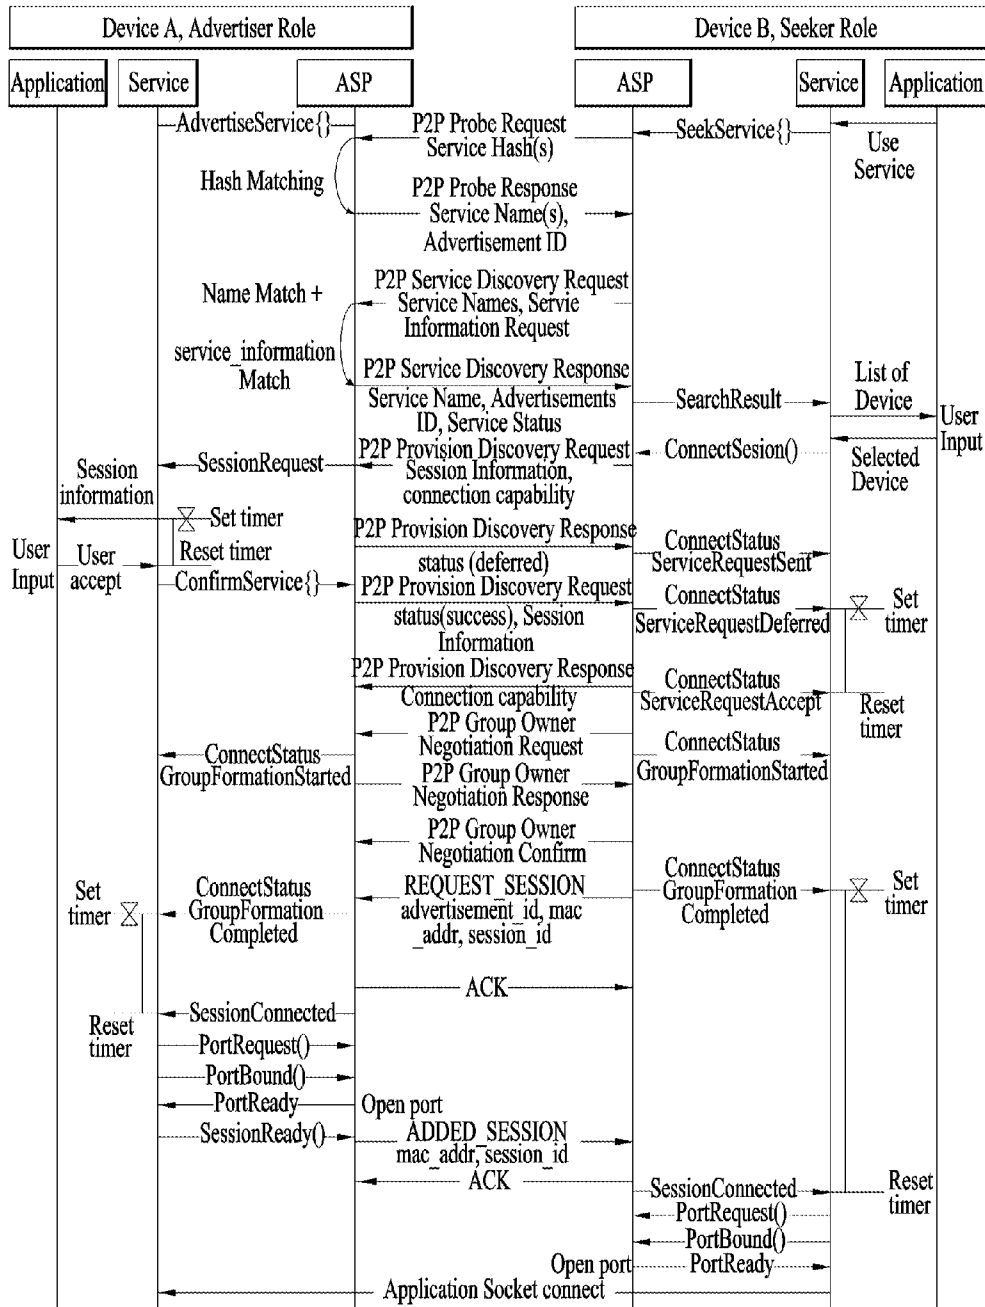 Device A, Advertiser Role
Device B, Seeker Role
Application
Service
ASP
ASP
Service
Application
AdvertiseService{}
P2P Probe Request
Service Hash(s)
SeekService{}
Use
Service
Hash Matching
P2P Probe Response
Service Name(s),
Advertisement ID
P2P Service Discovery Request
Service Names, Servie
Information Request
Name Match +
service_information
Match
P2P Service Discovery Response
Service Name, Advertisements
ID, Service Status
SearchResult
List of
Device
User
Input
P2P Provision Discovery Request
Session Information,
connection capability
SessionRequest
ConnectSesion()
Selected
Device
Session
information
Set timer
P2P Provision Discovery Response
status (deferred)
ConnectStatus
ServiceRequestSent
User
Input
User
accept
Reset timer
ConfirmService{}
P2P Provision Discovery Request
status(success), Session
Information
ConnectStatus
ServiceRequestDeferred
Set
timer
P2P Provision Discovery Response
Connection capability
ConnectStatus
ServiceRequestAccept
Reset
timer
P2P Group Owner
Negotiation Request
ConnectStatus
GroupFormationStarted
ConnectStatus
GroupFormationStarted
P2P Group Owner
Negotiation Response
P2P Group Owner
Negotiation Confirm
ConnectStatus
GroupFormation
Completed
Set
timer
Set
timer
ConnectStatus
GroupFormation
Completed
REQUEST_SESSION
advertisement_id, mac
_addr, session_id
ACK
SessionConnected
Reset
timer
PortRequest()
PortBound()
PortReady
Open port
SessionReady()
ADDED_SESSION
mac_addr, session_id
ACK
SessionConnected
Reset
timer
PortRequest()
PortBound()
Open port
PortReady
Application Socket connect